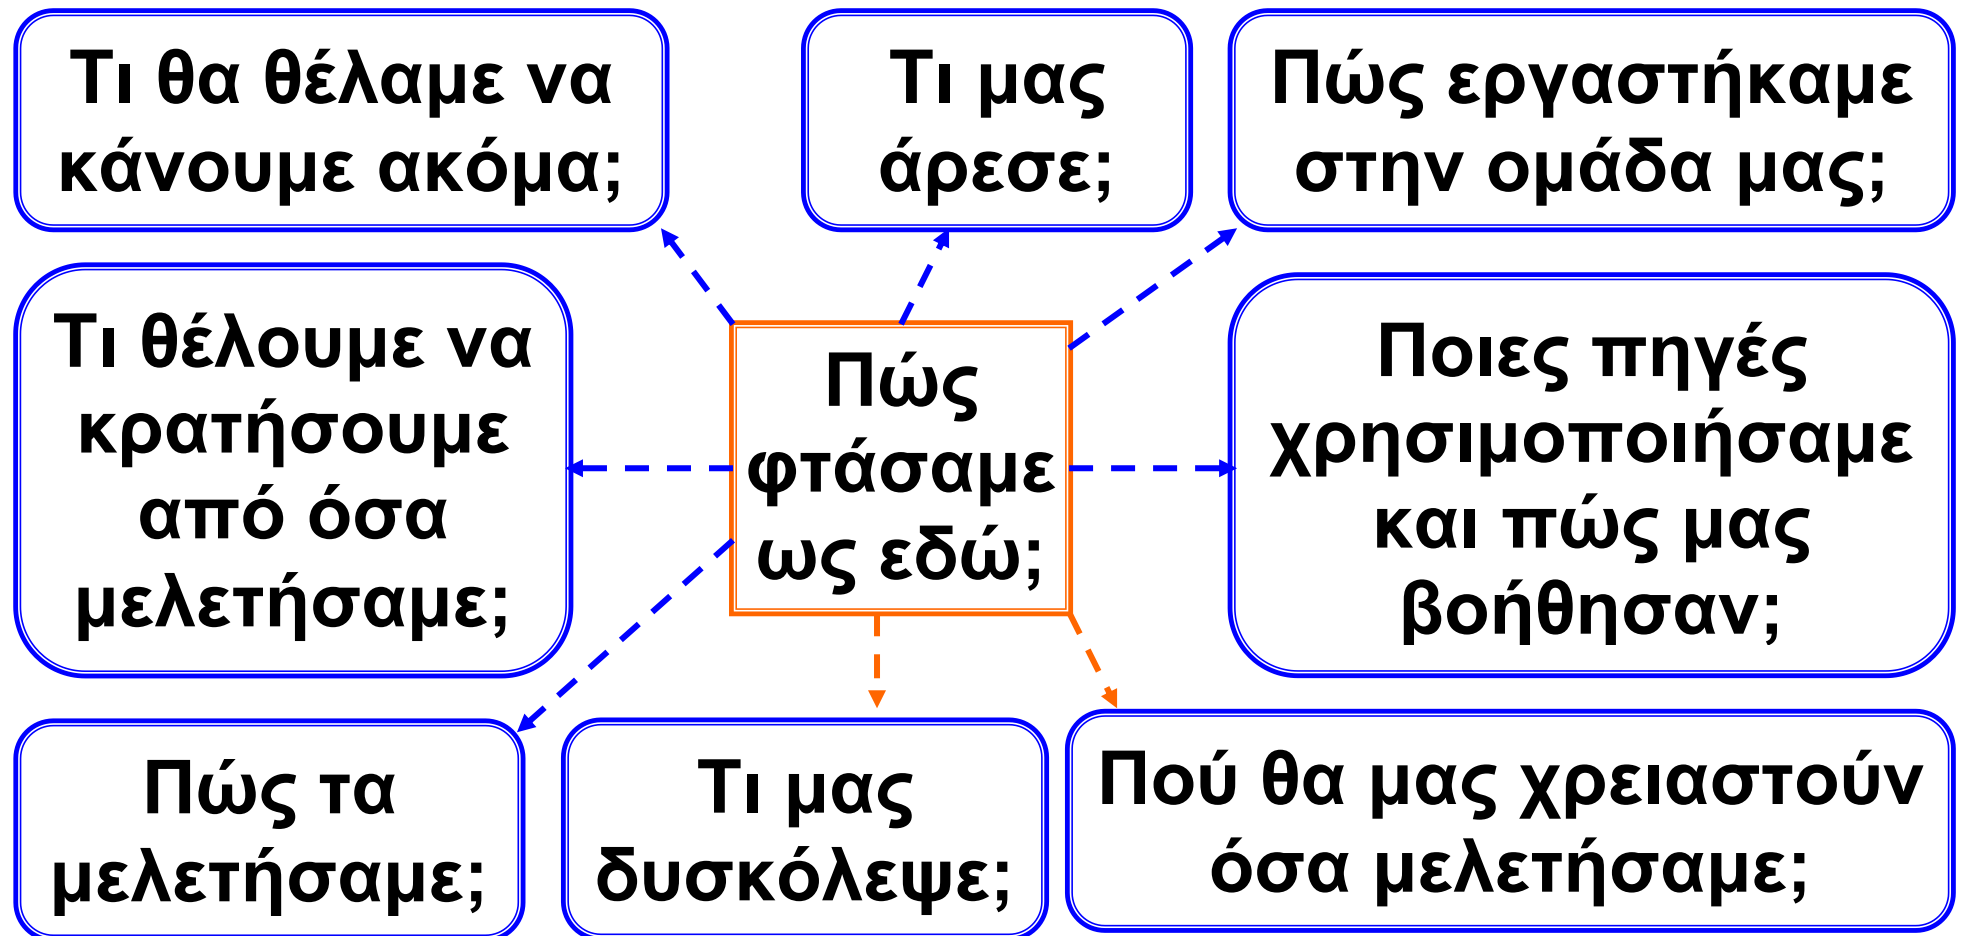 Τι θα θέλαμε να
κάνουμε ακόμα;
Τι μας
άρεσε;
Πώς εργαστήκαμε
στην ομάδα μας;
Τι θέλουμε να
κρατήσουμε
από όσα
μελετήσαμε;
Πώς
φτάσαμε
ως εδώ;
Ποιες πηγές
χρησιμοποιήσαμε
και πώς μας
βοήθησαν;
Πώς τα
μελετήσαμε;
Τι μας
δυσκόλεψε;
Πού θα μας χρειαστούν
όσα μελετήσαμε;